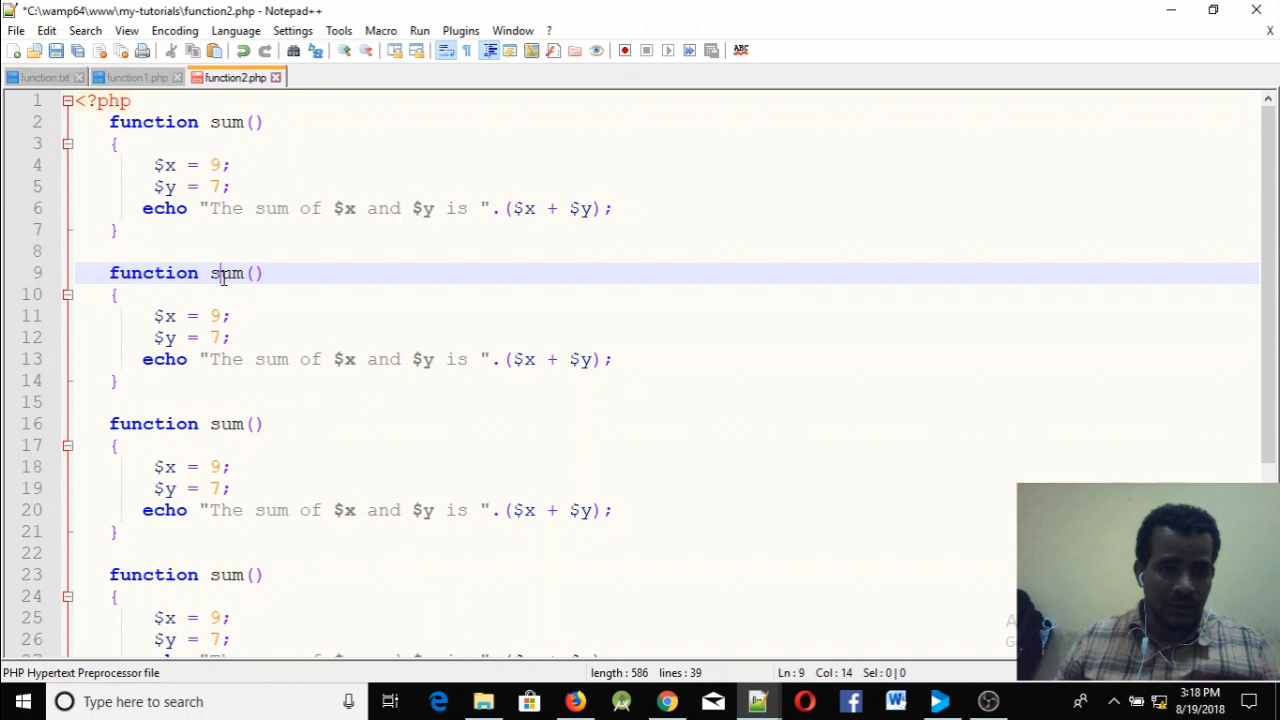 *C:\wamp64\www\my-tutorials\function2.php - Notepad++
File Edit Search View Encoding Language Settings Tools Macro Run Plugins Window ? X
ABC
function.txt function1.php function2.php
1 <?php
2 function sum()
3 {
4 $x = 9;
5 $y = 7;
6 echo "The sum of $x and $y is ".($x + $y);
7 }
8
9 function sum()
10 {
11 $x = 9;
12 $y = 7;
13 echo "The sum of $x and $y is ".($x + $y);
14 }
15
16 function sum()
17 {
18 $x = 9;
19 $y = 7;
20 echo "The sum of $x and $y is ".($x + $y);
21 }
22
23 function sum()
24 {
25 $x = 9;
26 $y = 7;
PHP Hypertext Preprocessor file length : 586 lines : 39 Ln : 9 Col : 14 Sel : 0 | 0
Type here to search
3:18 PM
8/19/2018